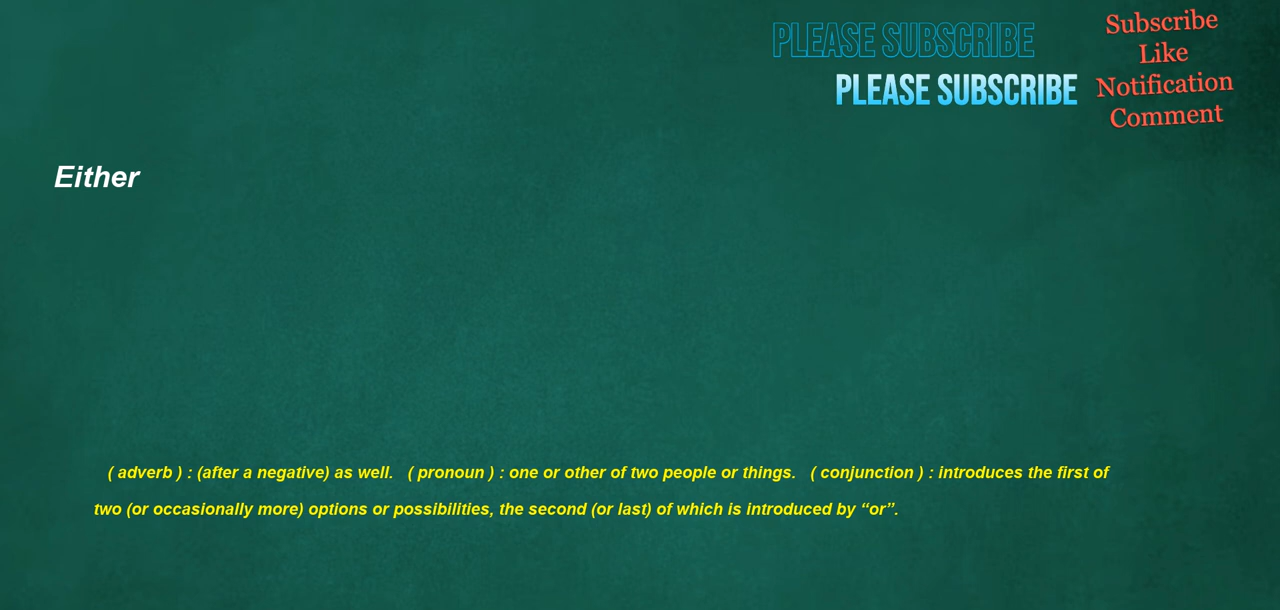 PLEASE SUBSCRIBE
PLEASE SUBSCRIBE
Subscribe
Like
Notification
Comment
Either
( adverb ) : (after a negative) as well. ( pronoun ) : one or other of two people or things. ( conjunction ) : introduces the first of
two (or occasionally more) options or possibilities, the second (or last) of which is introduced by “or”.